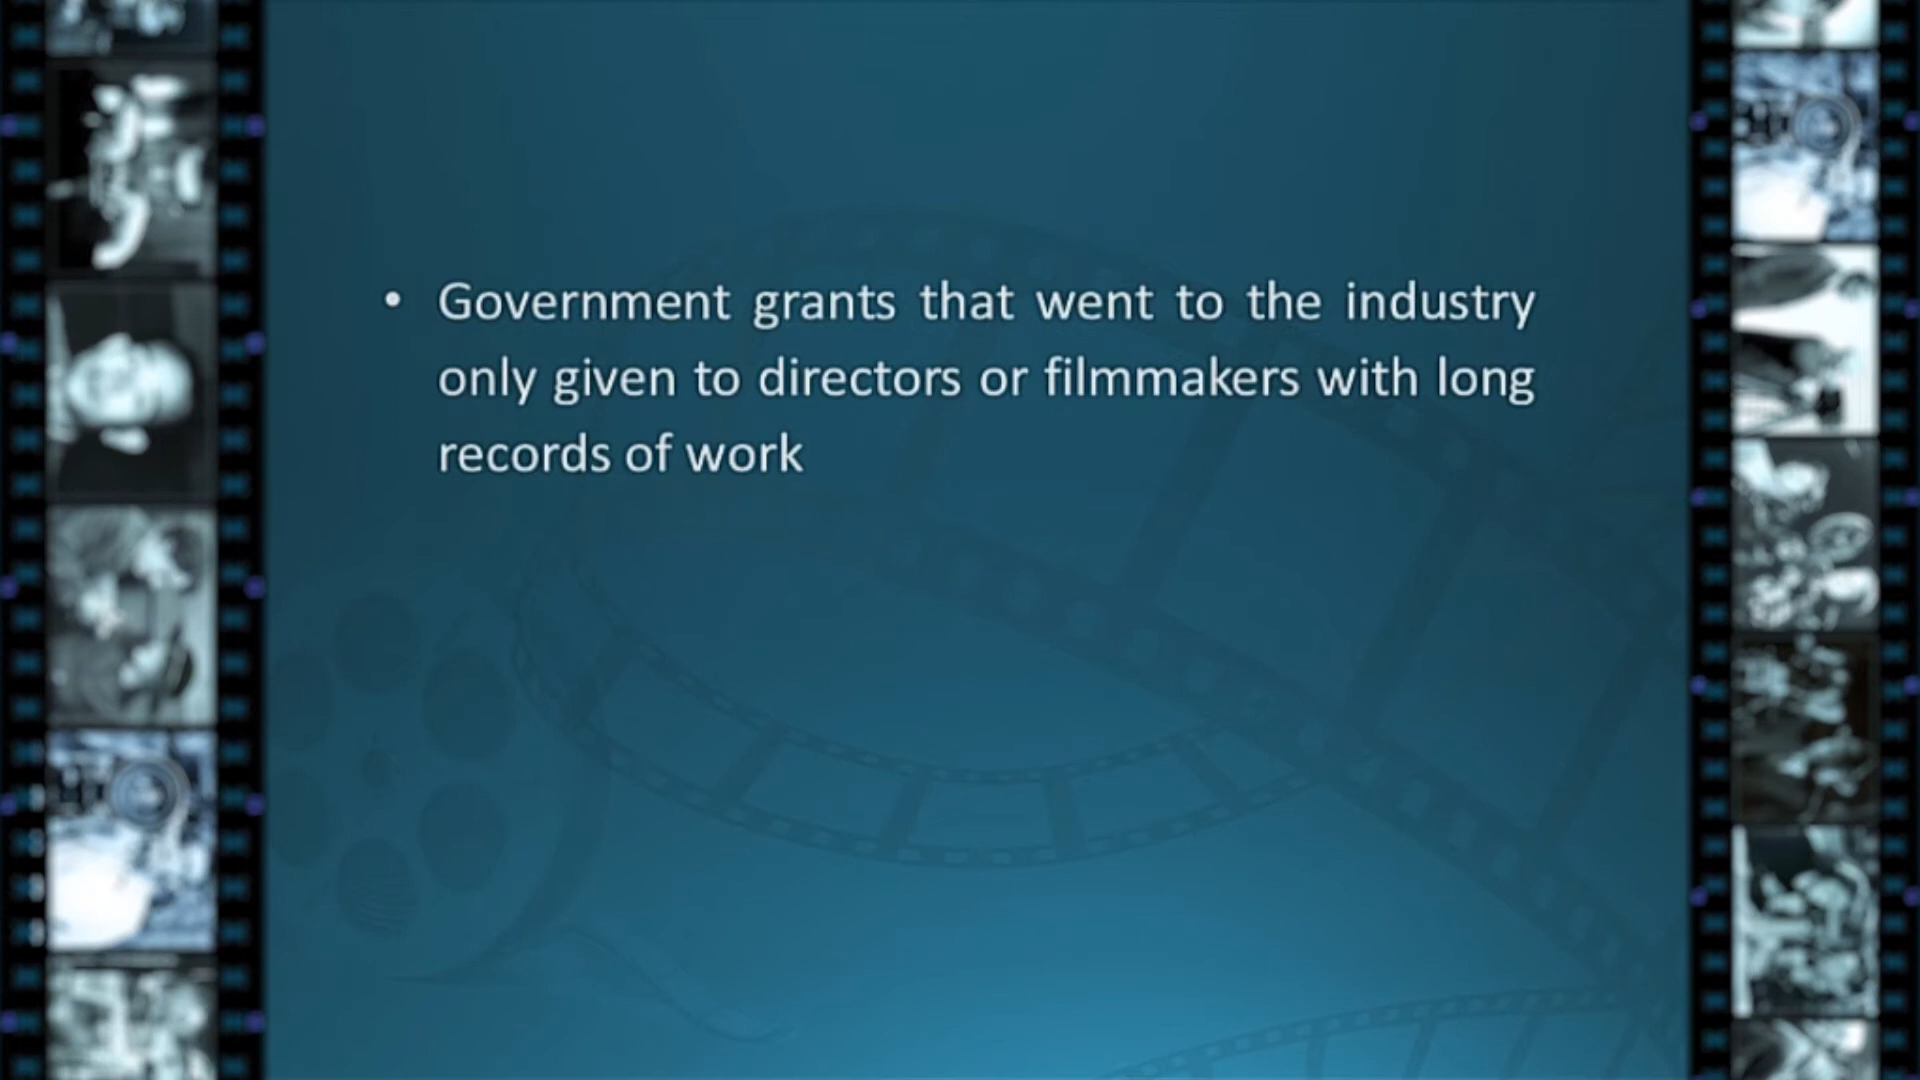 • Government grants that went to the industry
only given to directors or filmmakers with long
records of work